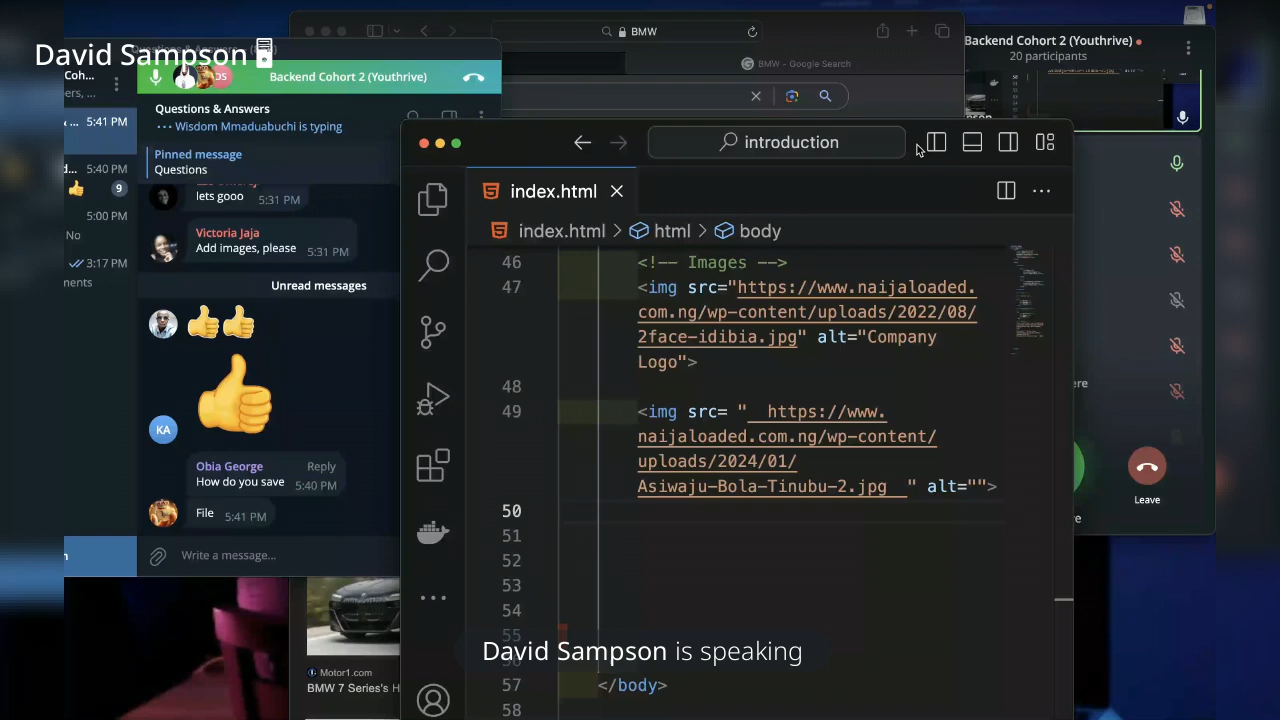 David Sampson
BMW
BMW – Google Search
Coh...
5:41 PM
5:40 PM
9
5:00 PM
No
3:17 PM
Backend Cohort 2 (Youthrive)
Questions & Answers
Wisdom Mmaduabuchi is typing
Pinned message
Questions
lets gooo
5:31 PM
Victoria Jaja
Add images, please
5:31 PM
Unread messages
KA
Obia George
Reply
How do you save
5:40 PM
File
5:41 PM
Write a message...
Motor1.com
BMW 7 Series's H
introduction
index.html
index.html > html > body
46 <!-- Images -->
47 <img src="https://www.naijaloaded.
com.ng/wp-content/uploads/2022/08/
2face-idibia.jpg" alt="Company
Logo">
48
49 <img src= "  https://www.
naijaloaded.com.ng/wp-content/
uploads/2024/01/
Asiwaju-Bola-Tinubu-2.jpg  " alt="">
50
51
52
53
54
55
57 </body>
58
David Sampson is speaking
Backend Cohort 2 (Youthrive)
20 participants
Leave